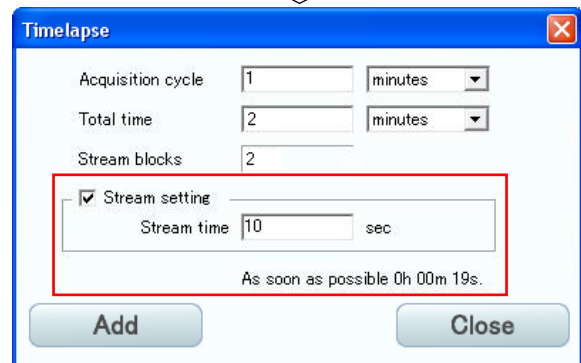 Timelapse
Acquisition cycle 1 minutes
Total time 2 minutes
Stream blocks 2
Stream setting
Stream time 10 sec
As soon as possible 0h 00m 19s.
Add Close